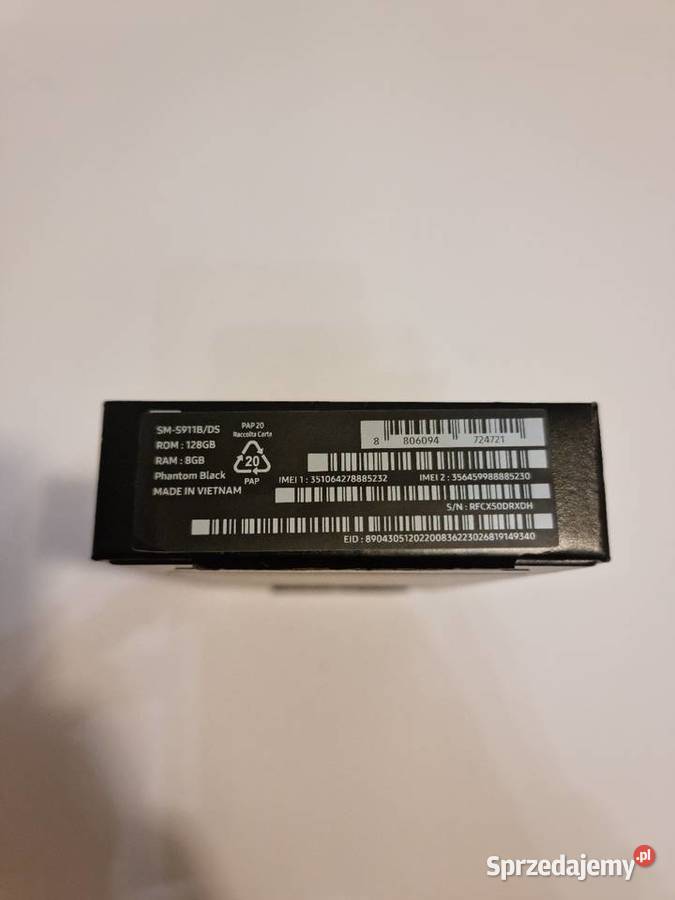 SM-S911B/DS
ROM : 128GB
RAM : 8GB
Phantom Black
MADE IN VIETNAM
PAP 20
Raccolta Carta
20
PAP
8 806094 724721
IMEI 1 : 351064278885232
IMEI 2 : 356459988885230
S/N : RFCX50DRXDH
EID : 89043051202200836223026819149340
Sprzedajemy.pl